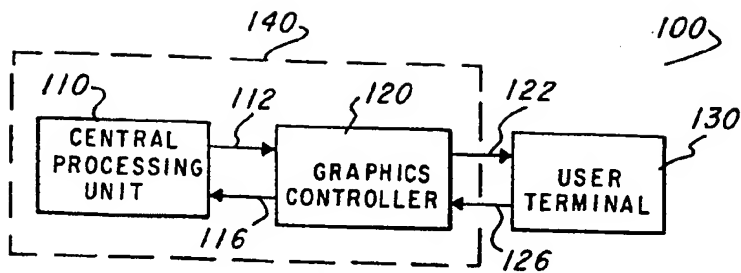 140
100
110
112
120
122
130
CENTRAL
PROCESSING
UNIT
GRAPHICS
CONTROLLER
USER
TERMINAL
116
126